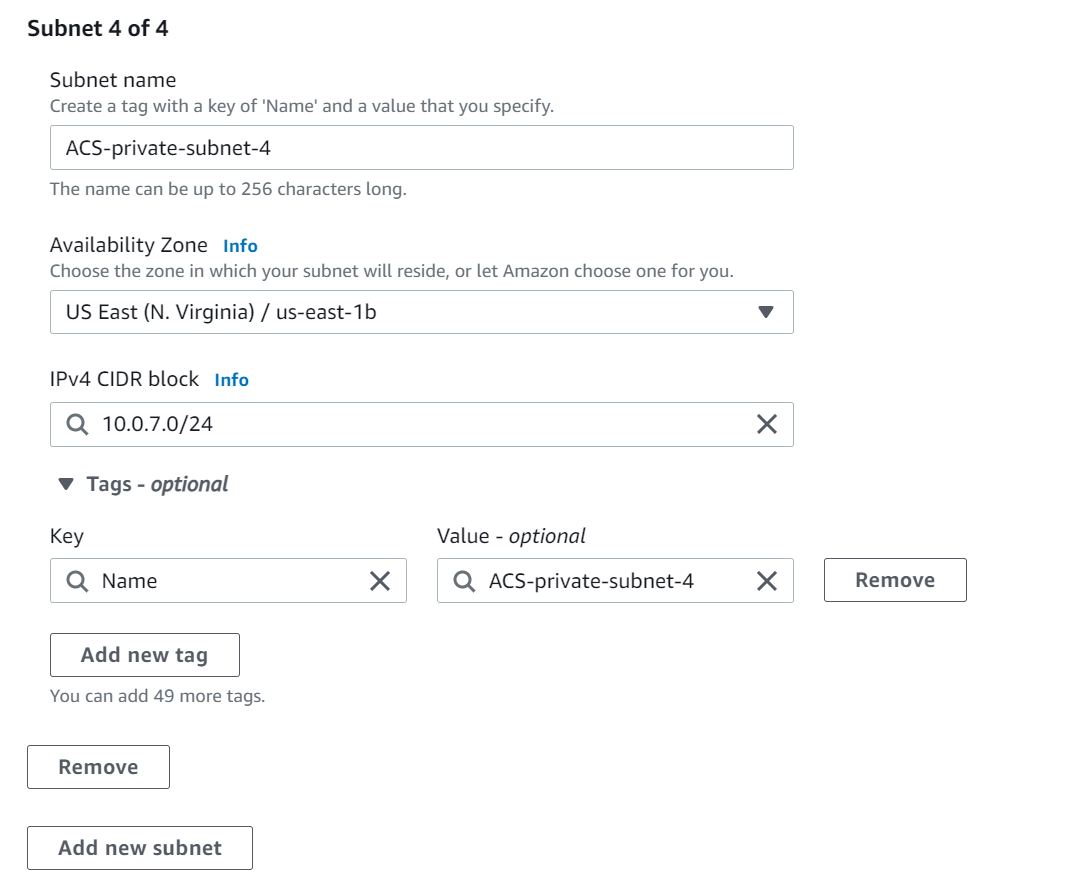 Subnet 4 of 4
Subnet name
Create a tag with a key of 'Name' and a value that you specify.
ACS-private-subnet-4
The name can be up to 256 characters long.
Availability Zone Info
Choose the zone in which your subnet will reside, or let Amazon choose one for you.
US East (N. Virginia) / us-east-1b
IPv4 CIDR block Info
10.0.7.0/24
Tags - optional
Key Value - optional
Name ACS-private-subnet-4 Remove
Add new tag
You can add 49 more tags.
Remove
Add new subnet